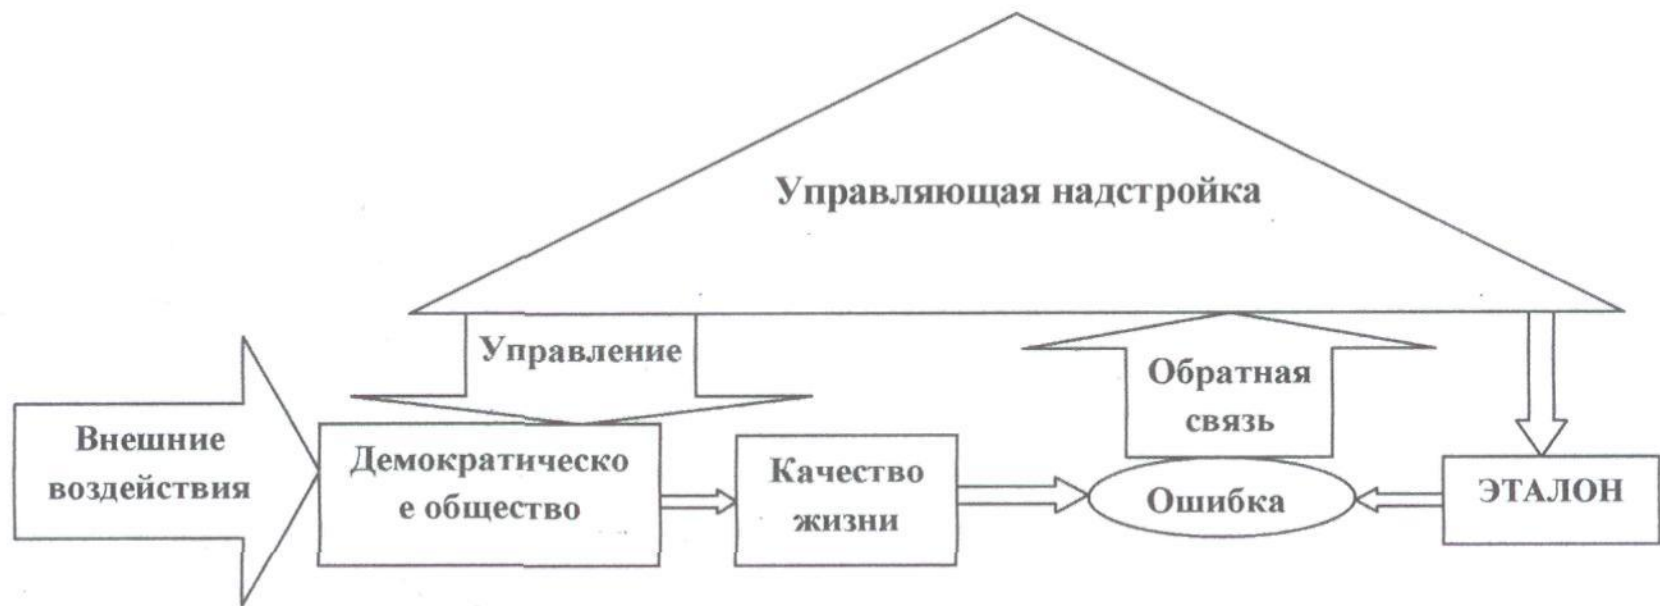 Управляющая надстройка
Управление
Обратная
связь
Внешние
воздействия
Демократическо
е общество
Качество
жизни
Ошибка
ЭТАЛОН